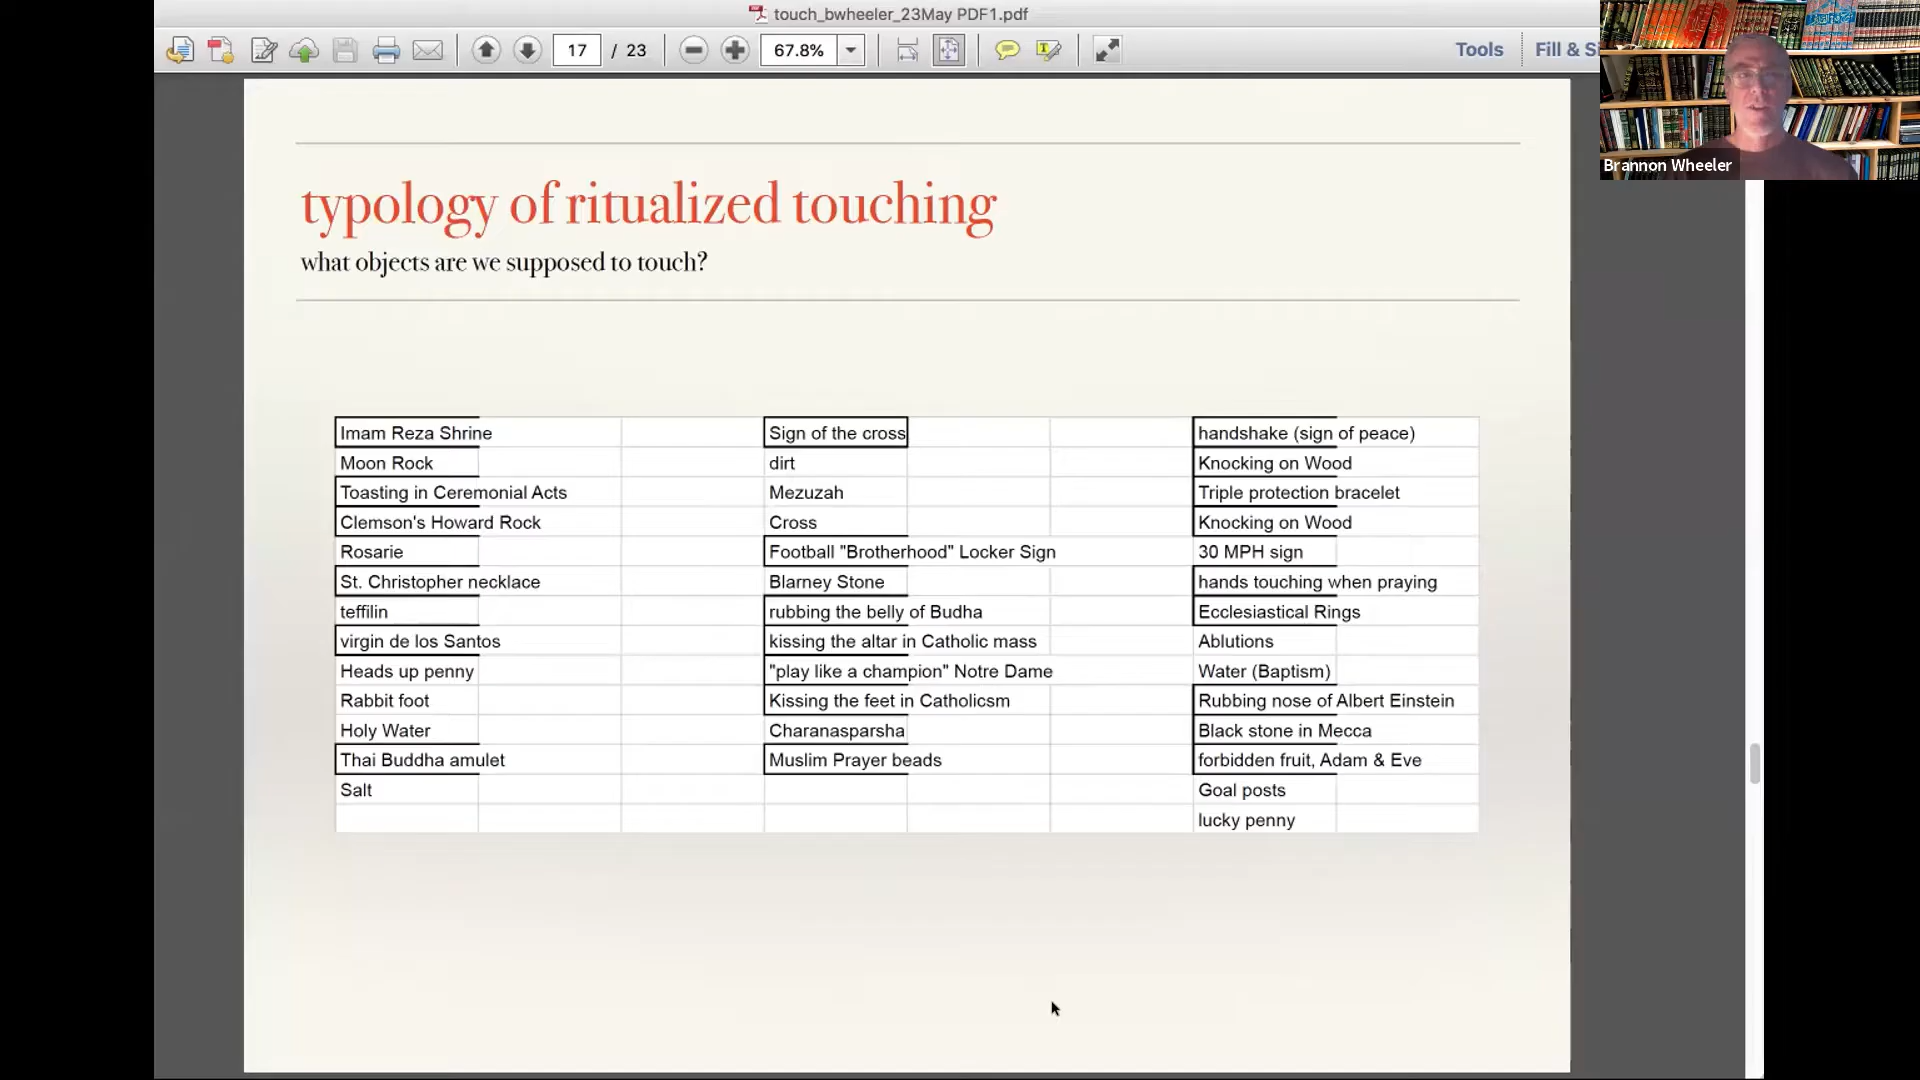 touch_bwheeler_23May PDF1.pdf
17 / 23
67.8%
Tools
Fill & Si
Brannon Wheeler
typology of ritualized touching
what objects are we supposed to touch?
Imam Reza Shrine
Moon Rock
Toasting in Ceremonial Acts
Clemson's Howard Rock
Rosarie
St. Christopher necklace
teffilin
virgin de los Santos
Heads up penny
Rabbit foot
Holy Water
Thai Buddha amulet
Salt
Sign of the cross
dirt
Mezuzah
Cross
Football "Brotherhood" Locker Sign
Blarney Stone
rubbing the belly of Budha
kissing the altar in Catholic mass
"play like a champion" Notre Dame
Kissing the feet in Catholicsm
Charanasparsha
Muslim Prayer beads
handshake (sign of peace)
Knocking on Wood
Triple protection bracelet
Knocking on Wood
30 MPH sign
hands touching when praying
Ecclesiastical Rings
Ablutions
Water (Baptism)
Rubbing nose of Albert Einstein
Black stone in Mecca
forbidden fruit, Adam & Eve
Goal posts
lucky penny